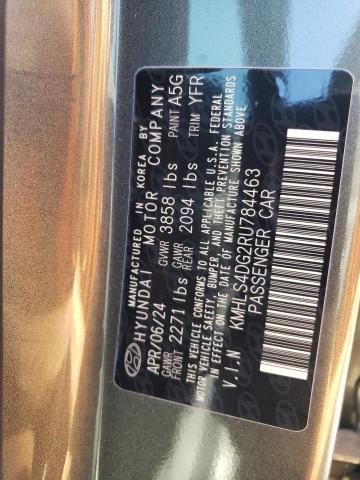 MANUFACTURED IN KOREA BY
HYUNDAI MOTOR COMPANY
APR/06/24 GVWR 3858 lbs PAINT A5G
GAWR FRONT 2271 lbs GAWR REAR 2094 lbs TRIM YFR
THIS VEHICLE CONFORMS TO ALL APPLICABLE U.S.A. FEDERAL
MOTOR VEHICLE SAFETY, BUMPER, AND THEFT PREVENTION STANDARDS
IN EFFECT ON THE DATE OF MANUFACTURE SHOWN ABOVE
V.I.N KMHLS4DG2RU784463
PASSENGER CAR